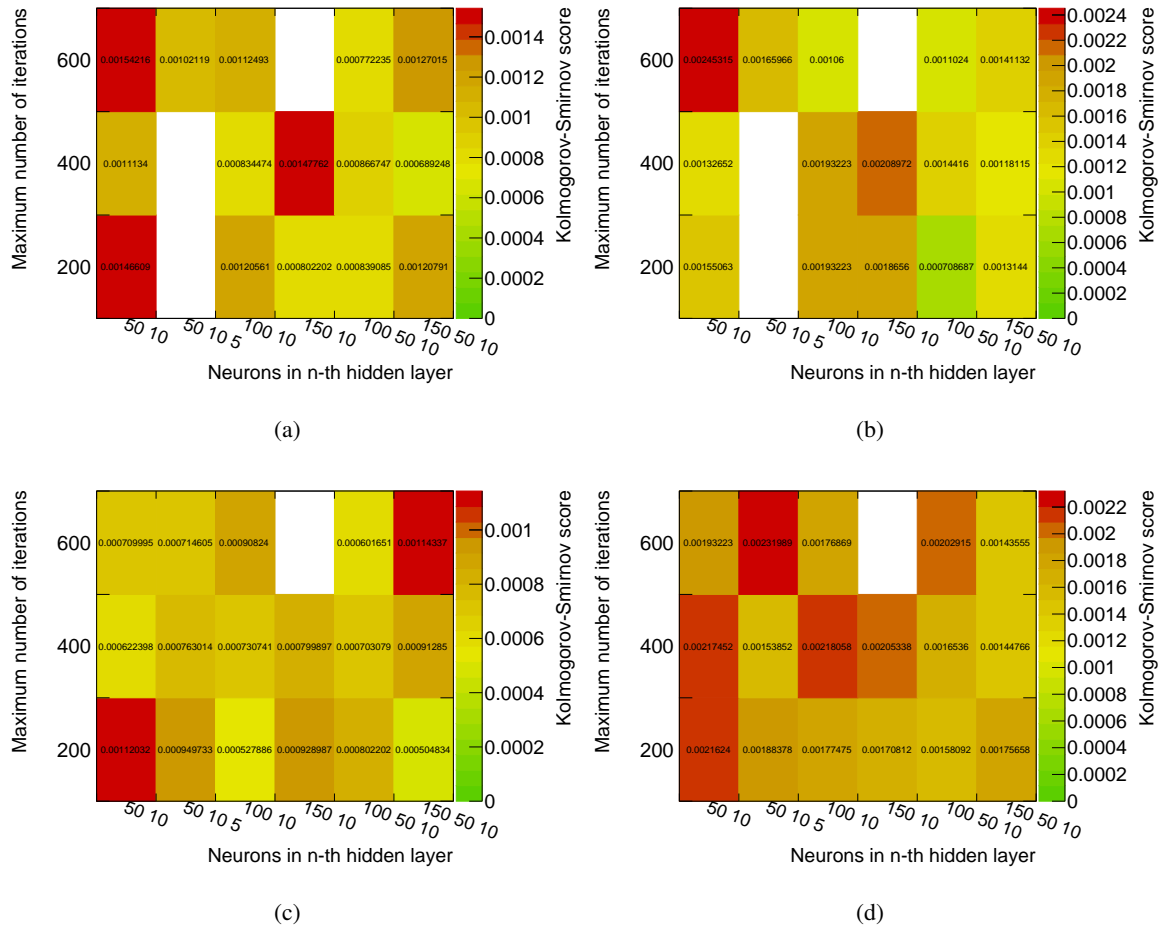 Maximum number of iterations
600
400
200
0.00154216 0.00102119 0.00112493 0.000772235 0.00127015
0.0011134 0.000834474 0.00147762 0.000866747 0.000689248
0.00146609 0.00120561 0.000802202 0.000839085 0.00120791
50 10
50 10 5
100 10
150 10
100 50 10
150 50 10
Neurons in n-th hidden layer
0.0014
0.0012
0.001
0.0008
0.0006
0.0004
0.0002
0
Kolmogorov-Smirnov score
(a)
Maximum number of iterations
600
400
200
0.00245315 0.00165966 0.00106 0.0011024 0.00141132
0.00132652 0.00193223 0.00208972 0.0014416 0.00118115
0.00155063 0.00193223 0.0018656 0.000708687 0.0013144
50 10
50 10 5
100 10
150 10
100 50 10
150 50 10
Neurons in n-th hidden layer
0.0024
0.0022
0.002
0.0018
0.0016
0.0014
0.0012
0.001
0.0008
0.0006
0.0004
0.0002
0
Kolmogorov-Smirnov score
(b)
Maximum number of iterations
600
400
200
0.000709995 0.000714605 0.00090824 0.000601651 0.00114337
0.000622398 0.000763014 0.000730741 0.000799897 0.000703079 0.00091285
0.00112032 0.000949733 0.000527886 0.000928987 0.000802202 0.000504834
50 10
50 10 5
100 10
150 10
100 50 10
150 50 10
Neurons in n-th hidden layer
0.001
0.0008
0.0006
0.0004
0.0002
0
Kolmogorov-Smirnov score
(c)
Maximum number of iterations
600
400
200
0.00193223 0.00231989 0.00176869 0.00202915 0.00143555
0.00217452 0.00153852 0.00218058 0.00205338 0.0016536 0.00144766
0.0021624 0.00188378 0.00177475 0.00170812 0.00158092 0.00175658
50 10
50 10 5
100 10
150 10
100 50 10
150 50 10
Neurons in n-th hidden layer
0.0022
0.002
0.0018
0.0016
0.0014
0.0012
0.001
0.0008
0.0006
0.0004
0.0002
0
Kolmogorov-Smirnov score
(d)